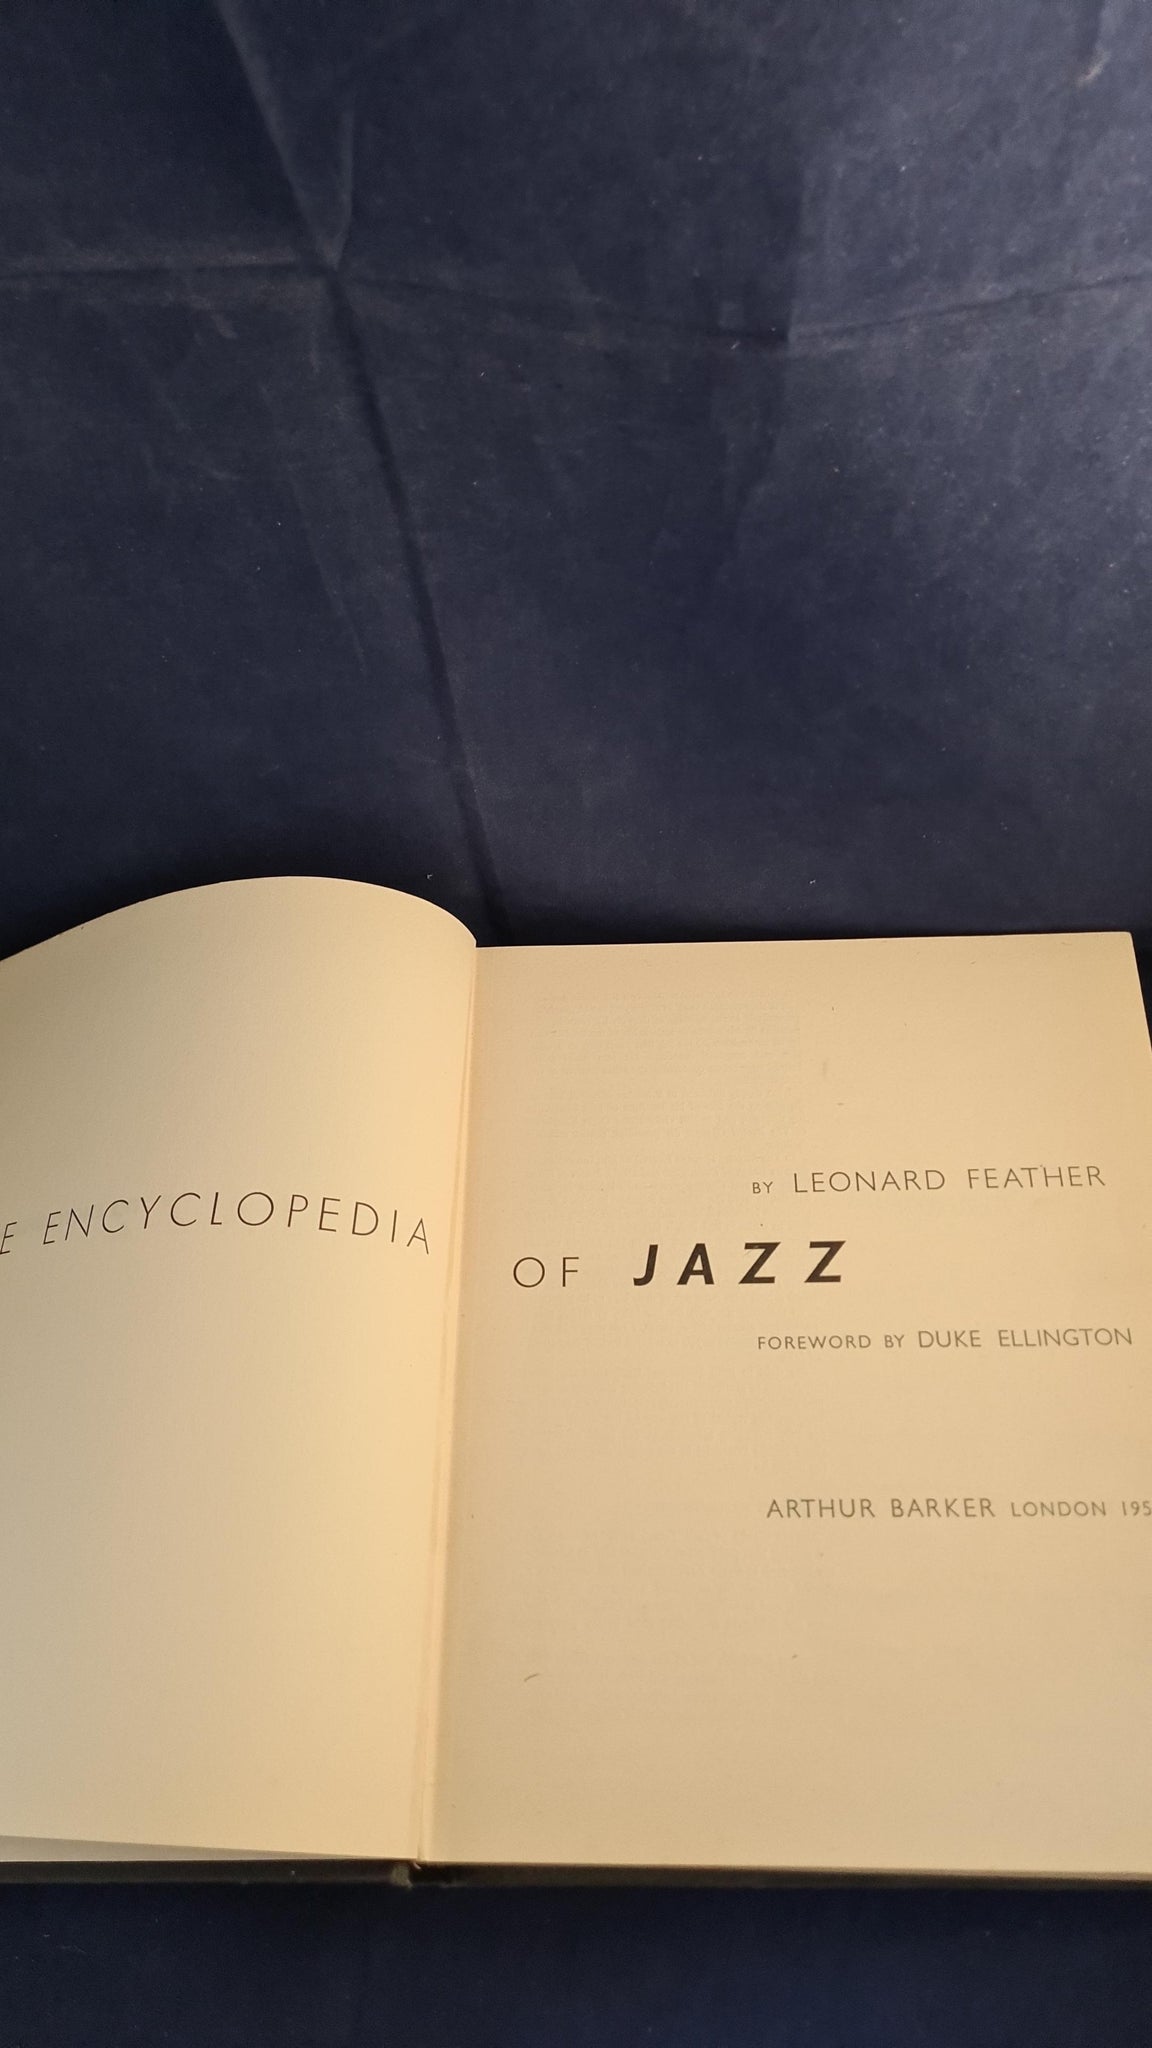 E ENCYCLOPEDIA
BY LEONARD FEATHER
OF JAZZ
FOREWORD BY DUKE ELLINGTON
ARTHUR BARKER LONDON 195